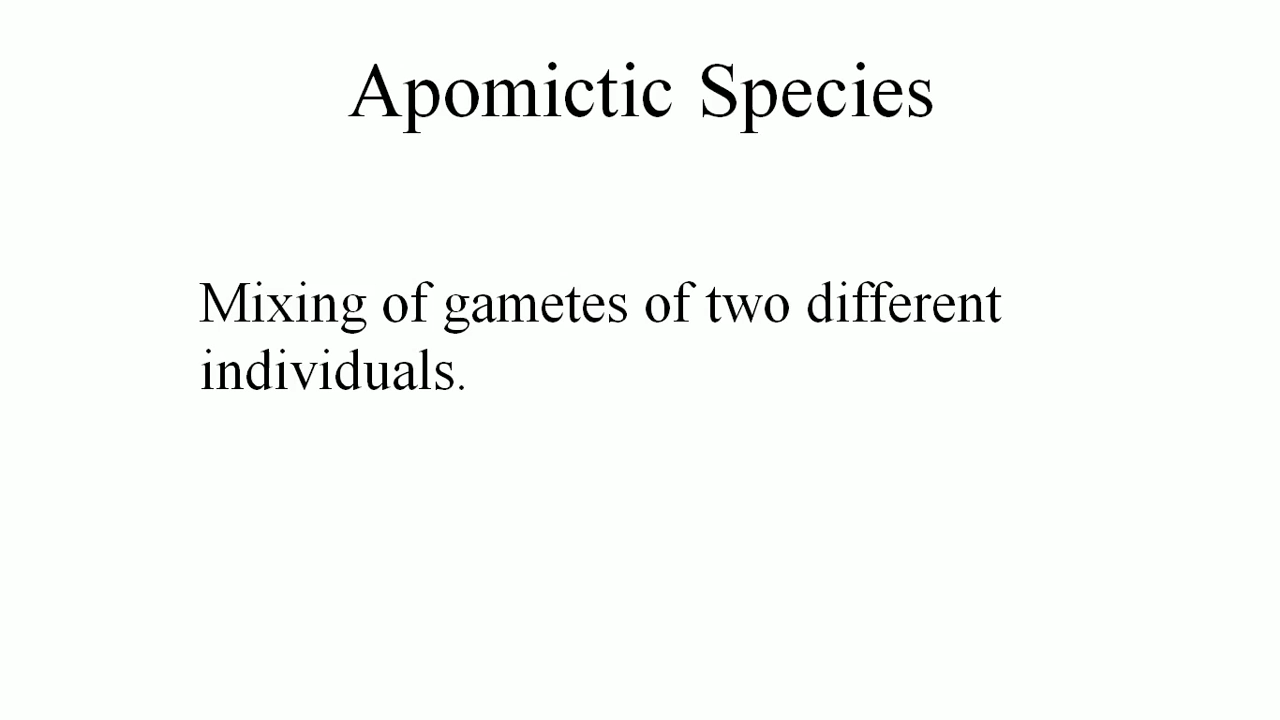 Apomictic Species
Mixing of gametes of two different
individuals.